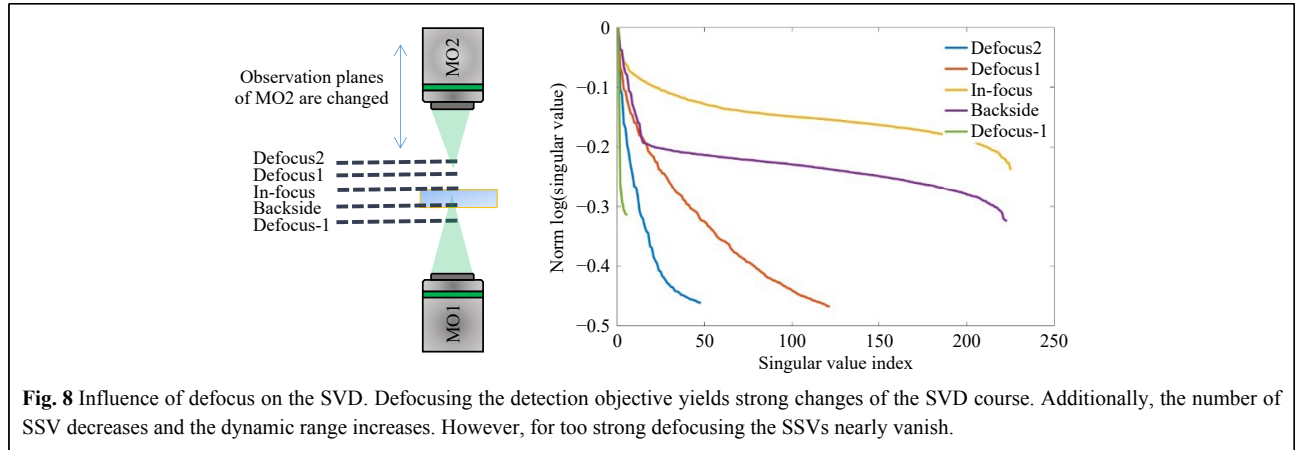 MO2
Observation planes
of MO2 are changed
Defocus2
Defocus1
In-focus
Backside
Defocus-1
MO1
0
−0.1
−0.2
−0.3
−0.4
−0.5
Norm log(singular value)
0 50 100 150 200 250
Singular value index
Defocus2
Defocus1
In-focus
Backside
Defocus-1
Fig. 8 Influence of defocus on the SVD. Defocusing the detection objective yields strong changes of the SVD course. Additionally, the number of
SSV decreases and the dynamic range increases. However, for too strong defocusing the SSVs nearly vanish.